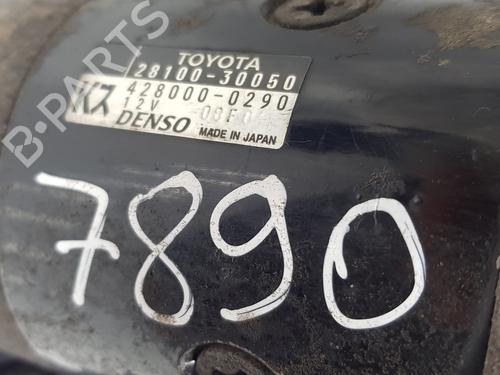 TOYOTA
28100-30050
428000-0290
12V
DENSO MADE IN JAPAN
7890
B-PARTS